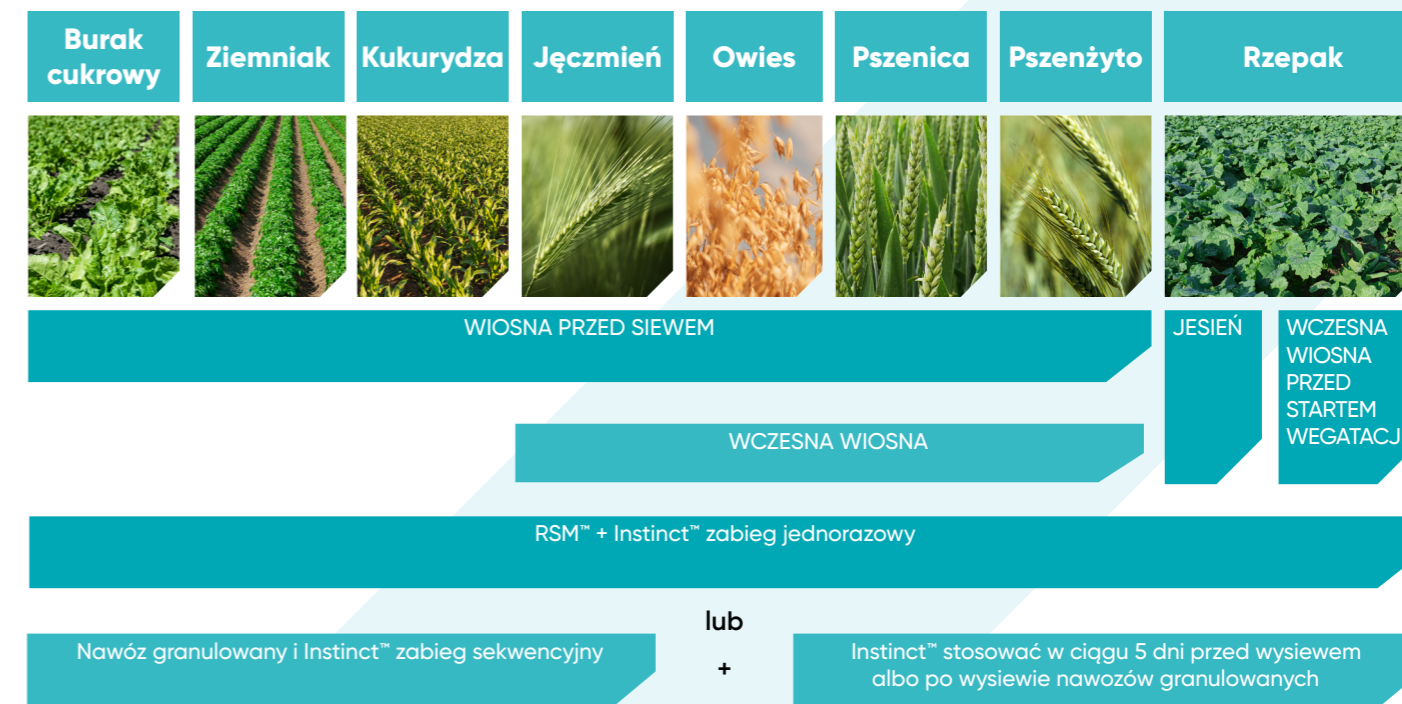 Burak
cukrowy
Ziemniak
Kukurydza
Jęczmień
Owies
Pszenica
Pszenżyto
Rzepak
WIOSNA PRZED SIEWEM
JESIEŃ
WCZESNA
WIOSNA
PRZED
STARTEM
WEGATACJ
WCZESNA WIOSNA
RSM™ + Instinct™ zabieg jednorazowy
lub
+
Nawóz granulowany i Instinct™ zabieg sekwencyjny
Instinct™ stosować w ciągu 5 dni przed wysiewem
albo po wysiewie nawozów granulowanych